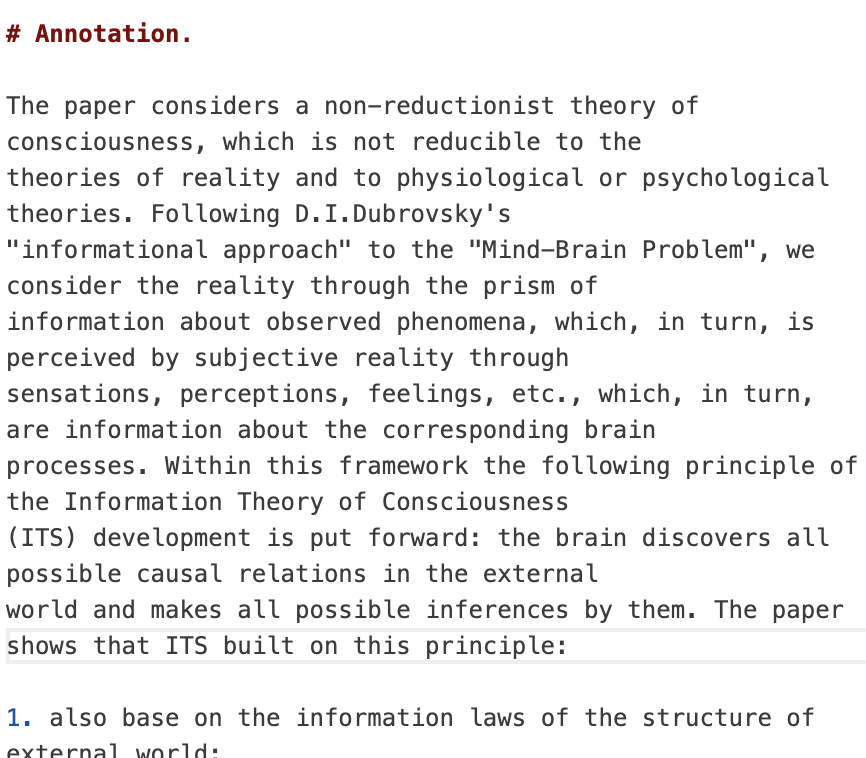 # Annotation.
The paper considers a non-reductionist theory of
consciousness, which is not reducible to the
theories of reality and to physiological or psychological
theories. Following D.I.Dubrovsky's
"informational approach" to the "Mind-Brain Problem", we
consider the reality through the prism of
information about observed phenomena, which, in turn, is
perceived by subjective reality through
sensations, perceptions, feelings, etc., which, in turn,
are information about the corresponding brain
processes. Within this framework the following principle of
the Information Theory of Consciousness
(ITS) development is put forward: the brain discovers all
possible causal relations in the external
world and makes all possible inferences by them. The paper
shows that ITS built on this principle:
1. also base on the information laws of the structure of
external world;